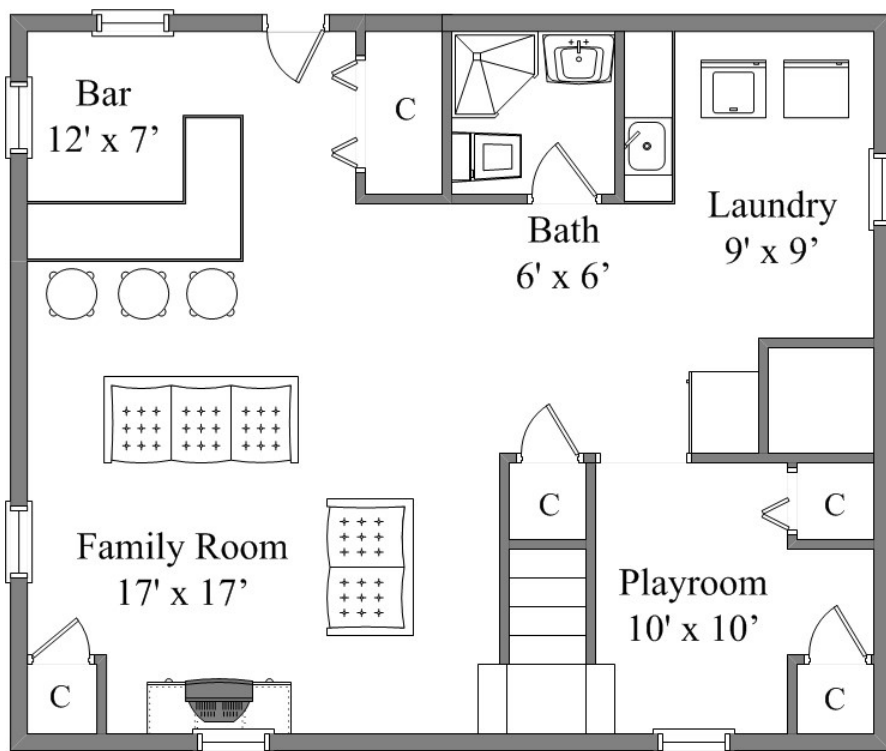 Bar
12' x 7’
C
Bath
6' x 6’
Laundry
9' x 9’
C
C
Family Room
17' x 17’
Playroom
10' x 10’
C
C